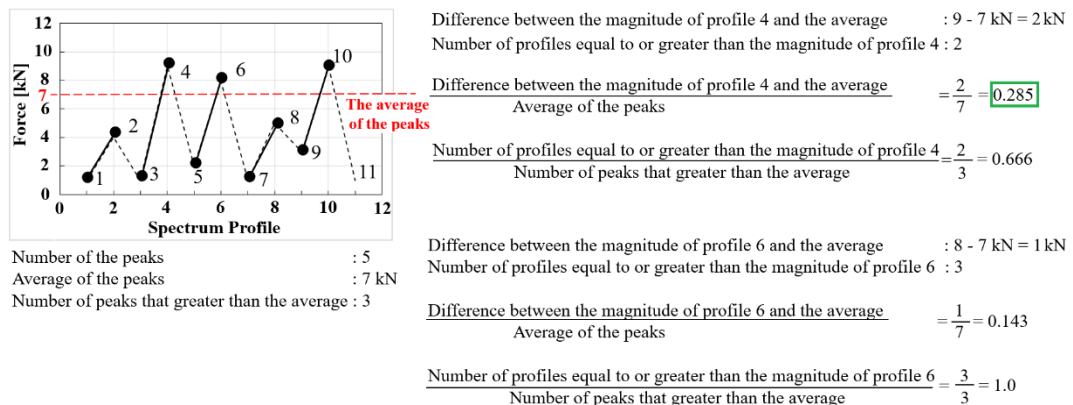 12
10
8
7
6
4
2
0
Force [kN]
0 2 4 6 8 10 12
Spectrum Profile
1
2
3
4
5
6
7
8
9
10
11
The average
of the peaks
Number of the peaks : 5
Average of the peaks : 7 kN
Number of peaks that greater than the average : 3
Difference between the magnitude of profile 4 and the average : 9 - 7 kN = 2 kN
Number of profiles equal to or greater than the magnitude of profile 4 : 2
Difference between the magnitude of profile 4 and the average
Average of the peaks
= 2/7 = 0.285
Number of profiles equal to or greater than the magnitude of profile 4
Number of peaks that greater than the average
= 2/3 = 0.666
Difference between the magnitude of profile 6 and the average : 8 - 7 kN = 1 kN
Number of profiles equal to or greater than the magnitude of profile 6 : 3
Difference between the magnitude of profile 6 and the average
Average of the peaks
= 1/7 = 0.143
Number of profiles equal to or greater than the magnitude of profile 6
Number of peaks that greater than the average
= 3/3 = 1.0